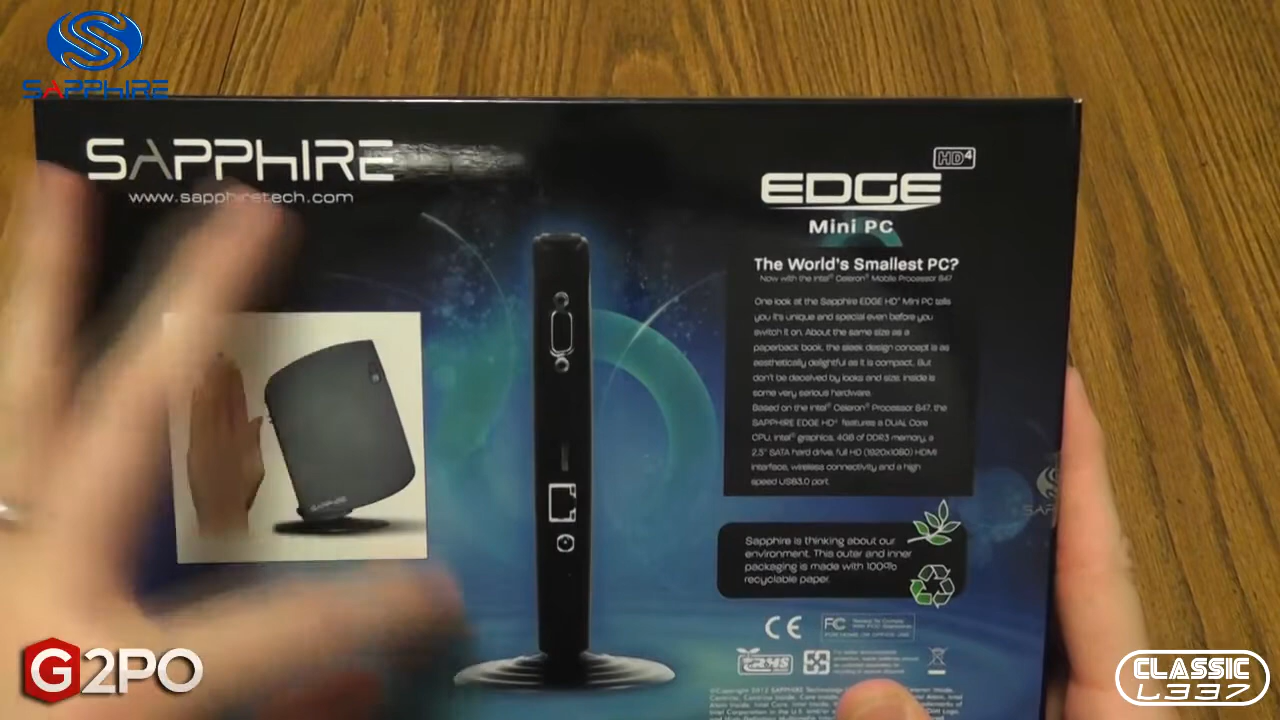 SAPPHIRE
SAPPHIRE
www.sapphiretech.com
HD⁴
EDGE
Mini PC
The World's Smallest PC?
Now with the Intel® Celeron® Mobile Processor 847
One look at the Sapphire EDGE HD⁴ Mini PC tells
you it's unique and special even before you
switch it on. About the same size as a
paperback book, the sleek design concept is as
aesthetically delightful as it is compact. But
don't be deceived by looks and size. Inside is
some very serious hardware.
Based on the Intel® Celeron® Processor 847, the
SAPPHIRE EDGE HD⁴ features a DUAL Core
CPU, Intel® graphics, 4GB of DDR3 memory, a
2.5" SATA hard drive, full HD (1920x1080) HDMI
interface, wireless connectivity and a high
speed USB3.0 port.
SAPPHIRE
Sapphire is thinking about our
environment. This outer and inner
packaging is made with 100%
recyclable paper.
CE
FC
©Copyright 2012 SAPPHIRE Technology
G2PO
CLASSIC
L337